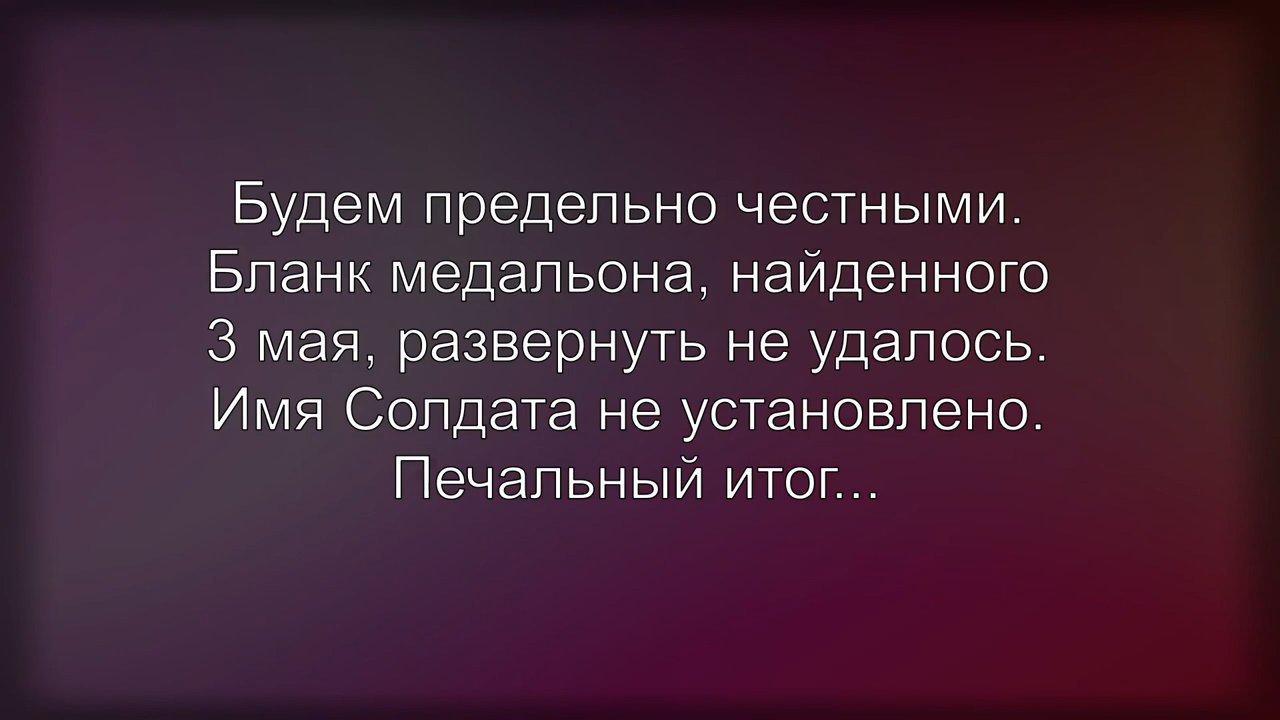 Будем предельно честными.
Бланк медальона, найденного
3 мая, развернуть не удалось.
Имя Солдата не установлено.
Печальный итог...